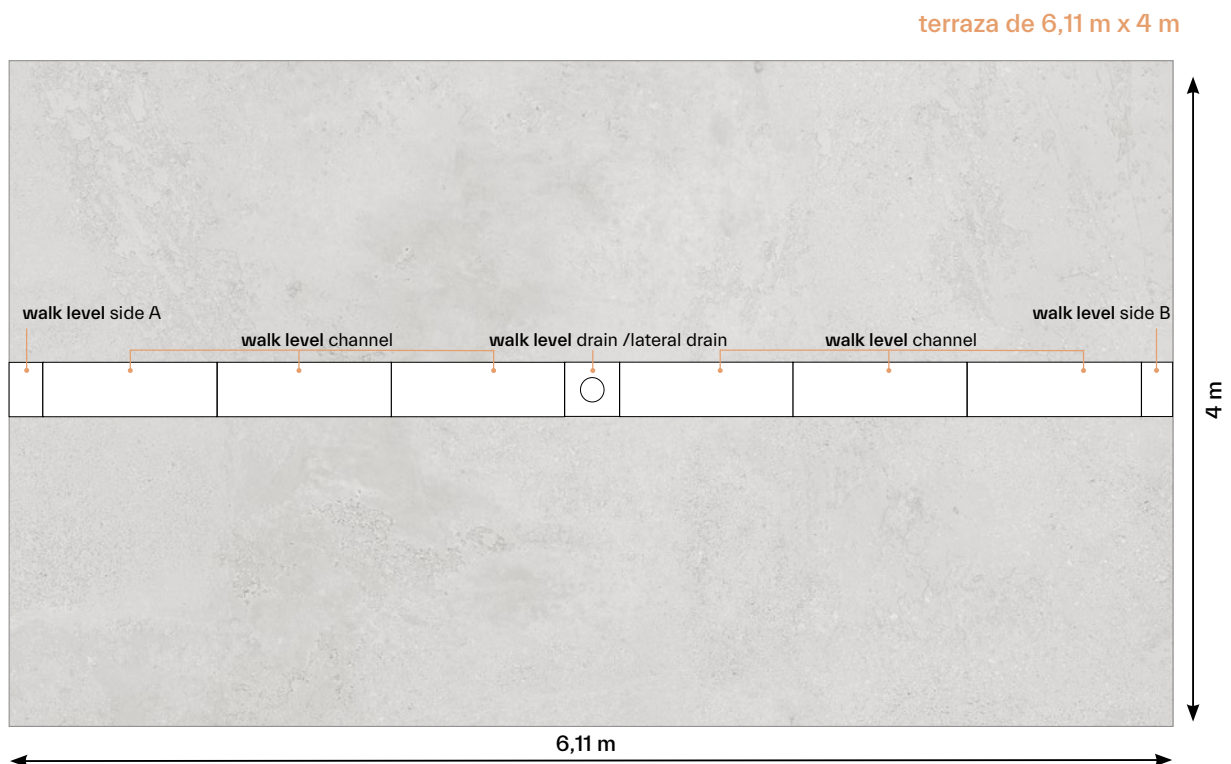 terraza de 6,11 m x 4 m
walk level side A
walk level side B
walk level channel
walk level drain /lateral drain
walk level channel
4 m
6,11 m